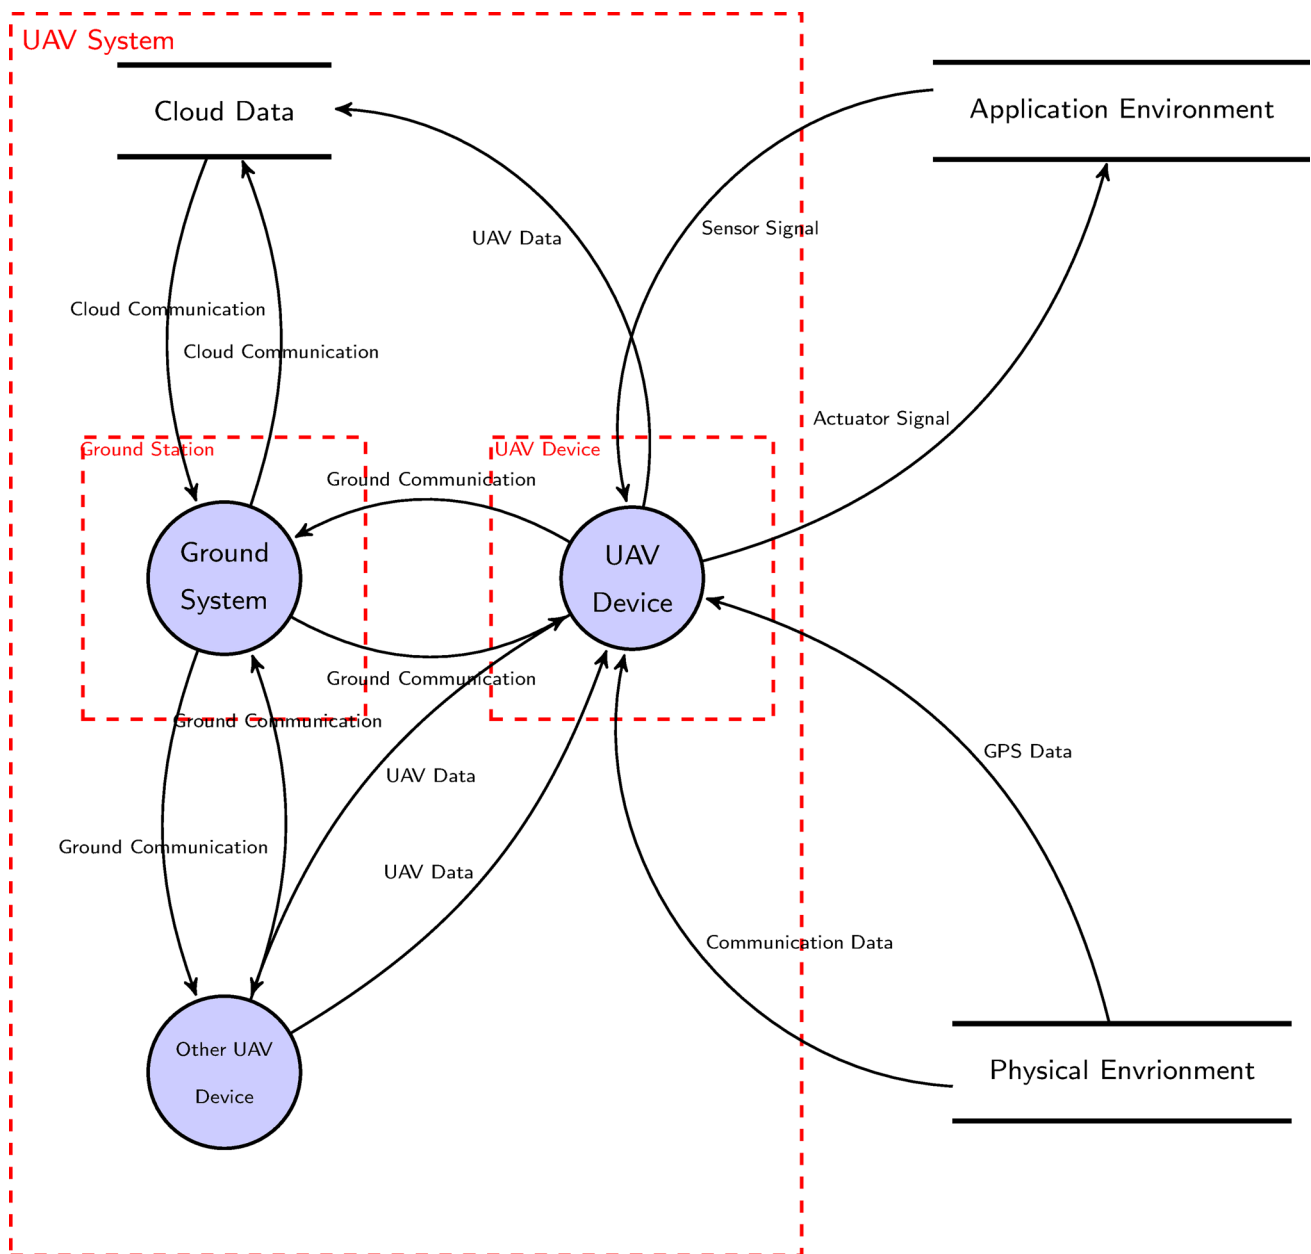 UAV System
Cloud Data
Application Environment
Sensor Signal
UAV Data
Cloud Communication
Cloud Communication
Actuator Signal
Ground Station
UAV Device
Ground Communication
Ground
System
UAV
Device
Ground Communication
Ground Communication
GPS Data
UAV Data
Ground Communication
UAV Data
Communication Data
Other UAV
Device
Physical Envrionment